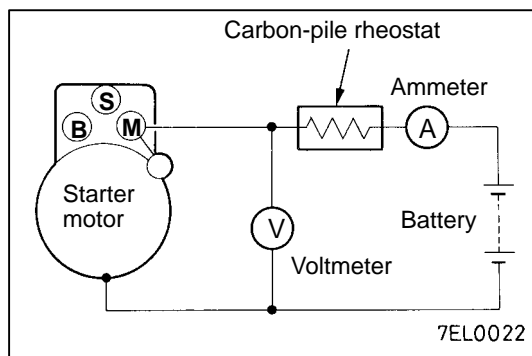 Carbon-pile rheostat
Ammeter
S
B
M
A
Starter
motor
V
Battery
Voltmeter
7EL0022